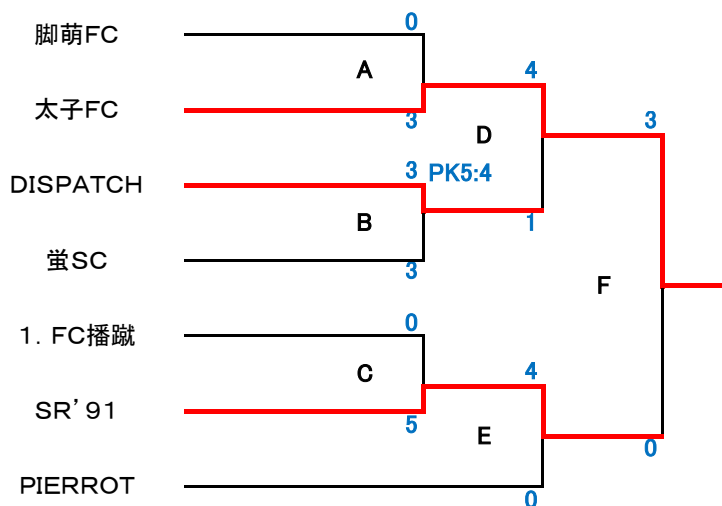 脚萌FC
0
A
4
太子FC
3
D
3
DISPATCH
3 PK5:4
B
1
蛍SC
3
F
1. FC播蹴
0
C
4
SR’91
5
E
0
PIERROT
0